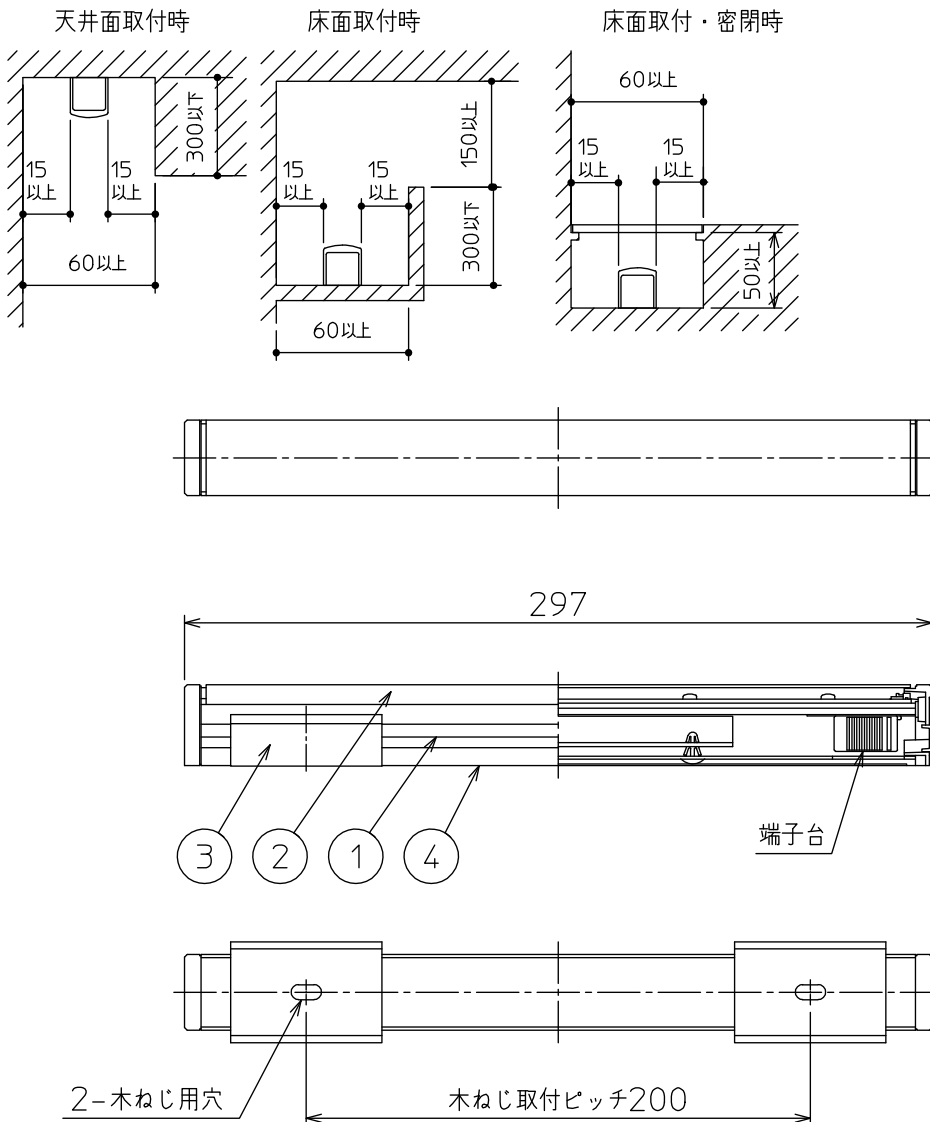 天井面取付時
床面取付時
床面取付・密閉時
300以下
15
以上
15
以上
60以上
150以上
15
以上
15
以上
300以下
60以上
60以上
15
以上
15
以上
50以上
297
3
2
1
4
端子台
2-木ねじ用穴
木ねじ取付ピッチ200